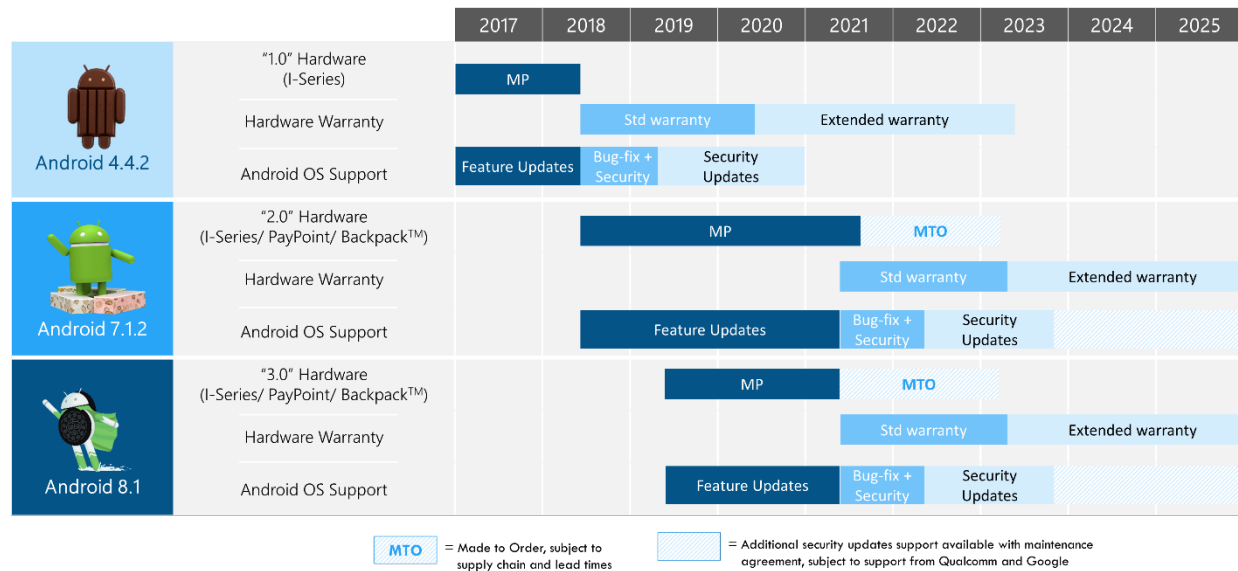 2017 2018 2019 2020 2021 2022 2023 2024 2025
“1.0” Hardware
(I-Series)
MP
Hardware Warranty
Std warranty
Extended warranty
Android 4.4.2
Android OS Support
Feature Updates
Bug-fix +
Security
Security
Updates
“2.0” Hardware
(I-Series/ PayPoint/ Backpack™)
MP
MTO
Hardware Warranty
Std warranty
Extended warranty
Android 7.1.2
Android OS Support
Feature Updates
Bug-fix +
Security
Security
Updates
“3.0” Hardware
(I-Series/ PayPoint/ Backpack™)
MP
MTO
Hardware Warranty
Std warranty
Extended warranty
Android 8.1
Android OS Support
Feature Updates
Bug-fix +
Security
Security
Updates
MTO
= Made to Order, subject to
supply chain and lead times
= Additional security updates support available with maintenance
agreement, subject to support from Qualcomm and Google